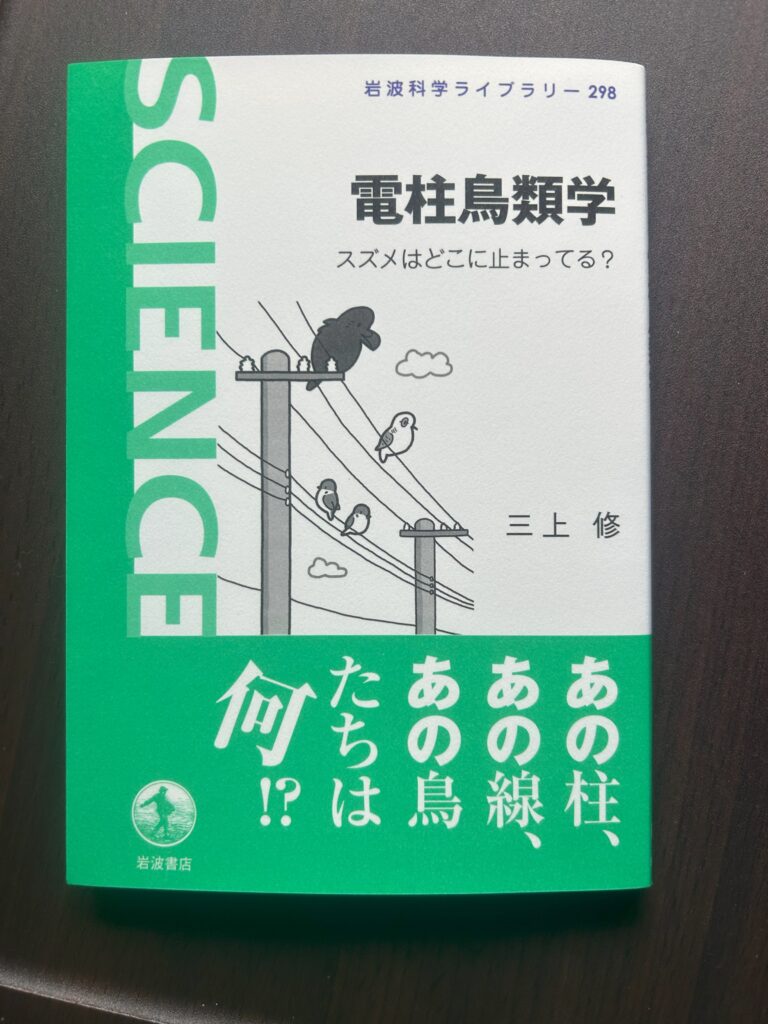 SCIENCE
岩波科学ライブラリー 298
電柱鳥類学
スズメはどこに止まってる?
三上 修
あの柱、
あの線、
あの鳥
たちは
何!?
岩波書店